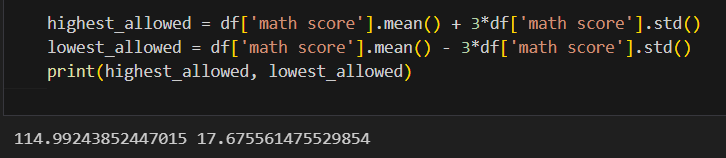 highest_allowed = df['math score'].mean() + 3*df['math score'].std()
lowest_allowed = df['math score'].mean() - 3*df['math score'].std()
print(highest_allowed, lowest_allowed)
114.99243852447015 17.675561475529854